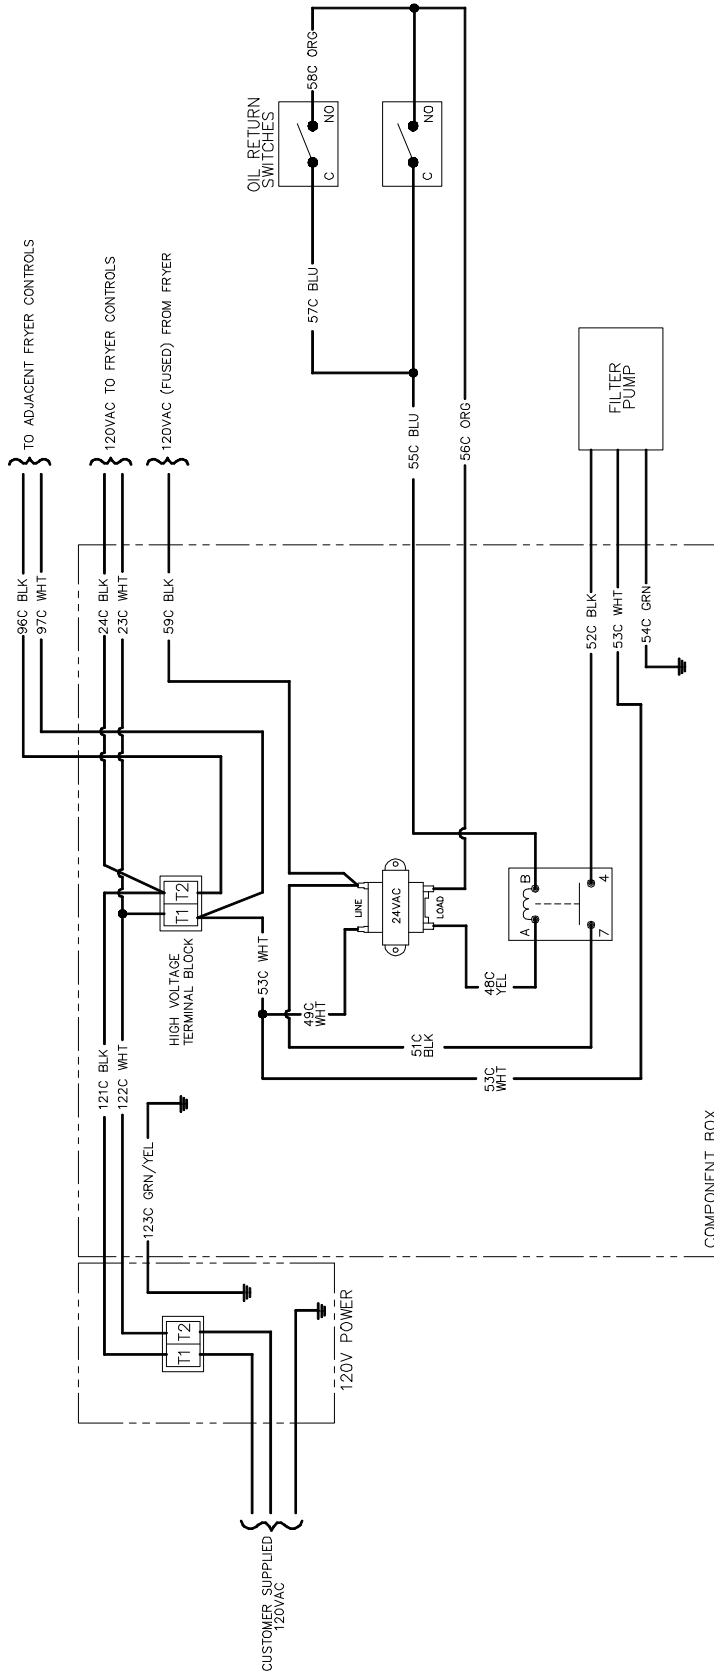 TO ADJACENT FRYER CONTROLS
120VAC TO FRYER CONTROLS
120VAC (FUSED) FROM FRYER
OIL RETURN
SWITCHES
58C ORG
NO
C
NO
C
57C BLU
55C BLU
56C ORG
FILTER
PUMP
96C BLK
97C WHT
24C BLK
23C WHT
59C BLK
52C BLK
53C WHT
54C GRN
T1 T2
HIGH VOLTAGE
TERMINAL BLOCK
53C WHT
LINE
24VAC
LOAD
A
B
7
4
49C
WHT
48C
YEL
51C
BLK
53C
WHT
121C BLK
122C WHT
123C GRN/YEL
COMPONENT BOX
T1 T2
120V POWER
CUSTOMER SUPPLIED
120VAC